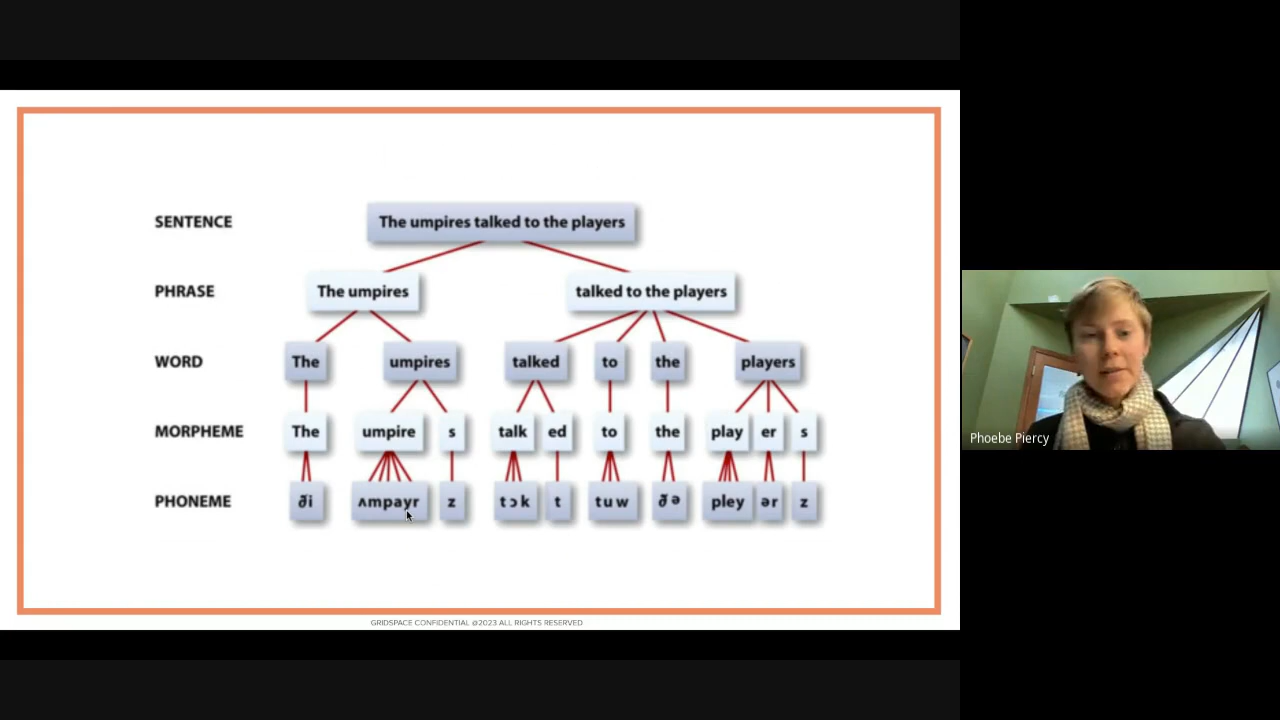 SENTENCE The umpires talked to the players
PHRASE The umpires talked to the players
WORD The umpires talked to the players
MORPHEME The umpire s talk ed to the play er s
PHONEME ði ʌmpayr z tɔk t tuw ðə pley ər z
GRIDSPACE CONFIDENTIAL @2023 ALL RIGHTS RESERVED
Phoebe Piercy